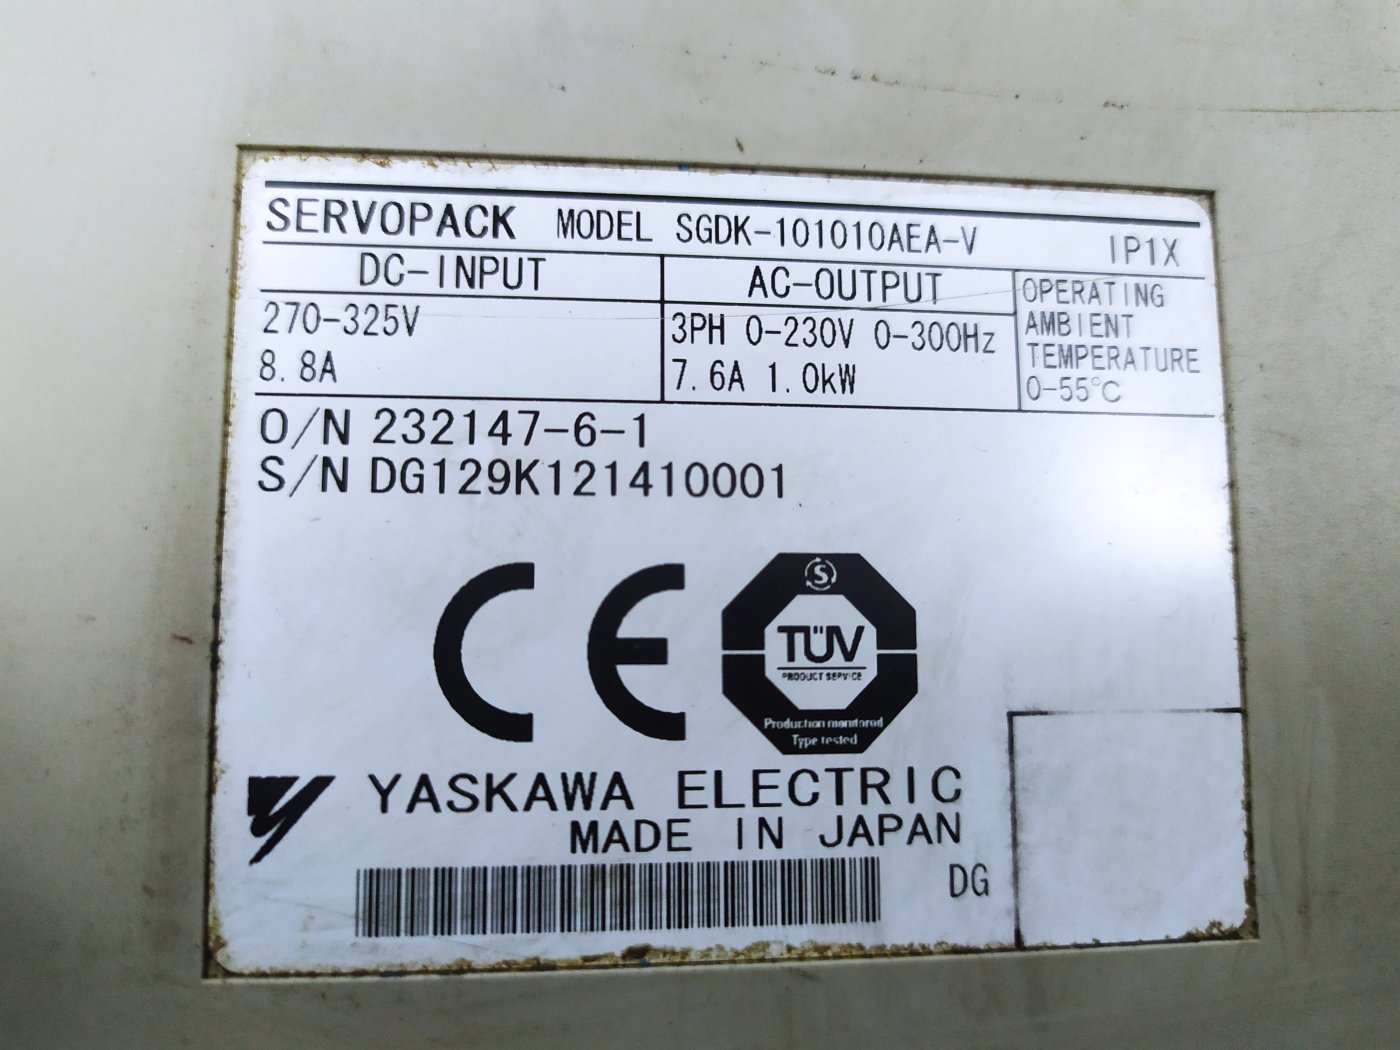 SERVOPACK MODEL SGDK-101010AEA-V IP1X
DC-INPUT
270-325V
8.8A
AC-OUTPUT
3PH 0-230V 0-300Hz
7.6A 1.0kW
OPERATING
AMBIENT
TEMPERATURE
0-55°C
O/N 232147-6-1
S/N DG129K121410001
CE
S
TÜV
PRODUCT SERVICE
Production monitored
Type tested
YASKAWA ELECTRIC
MADE IN JAPAN
DG